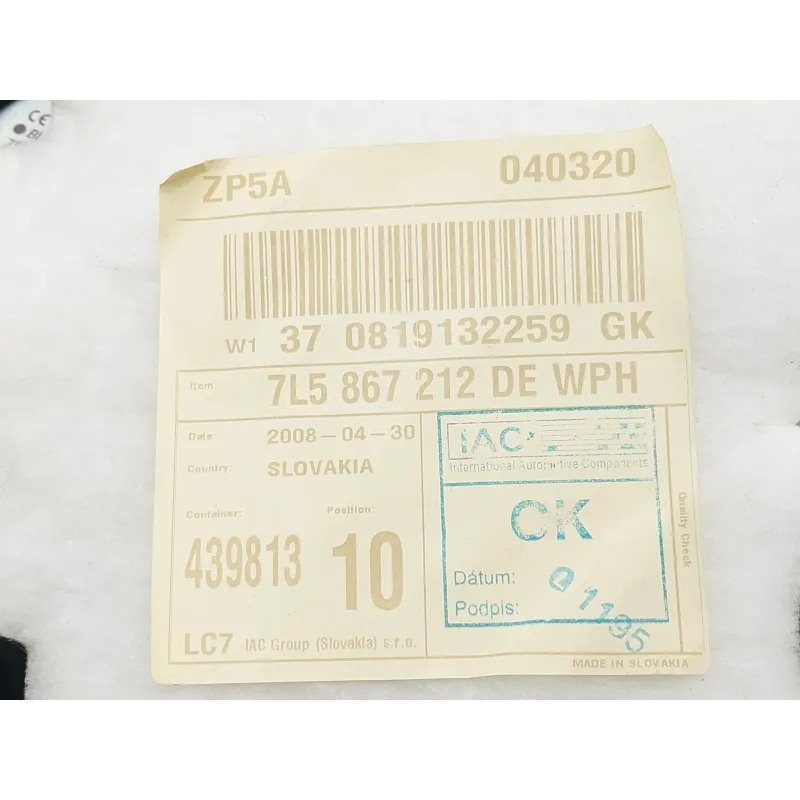 CE
ZP5A 040320
W1 37 0819132259 GK
Item: 7L5 867 212 DE WPH
Date: 2008-04-30
Country: SLOVAKIA
Container: Position:
439813 10
LC7 IAC Group (Slovakia) s.r.o.
IAC
International Automotive Components
OK
Dátum:
Podpis:
Q 1195
Quality Check
MADE IN SLOVAKIA